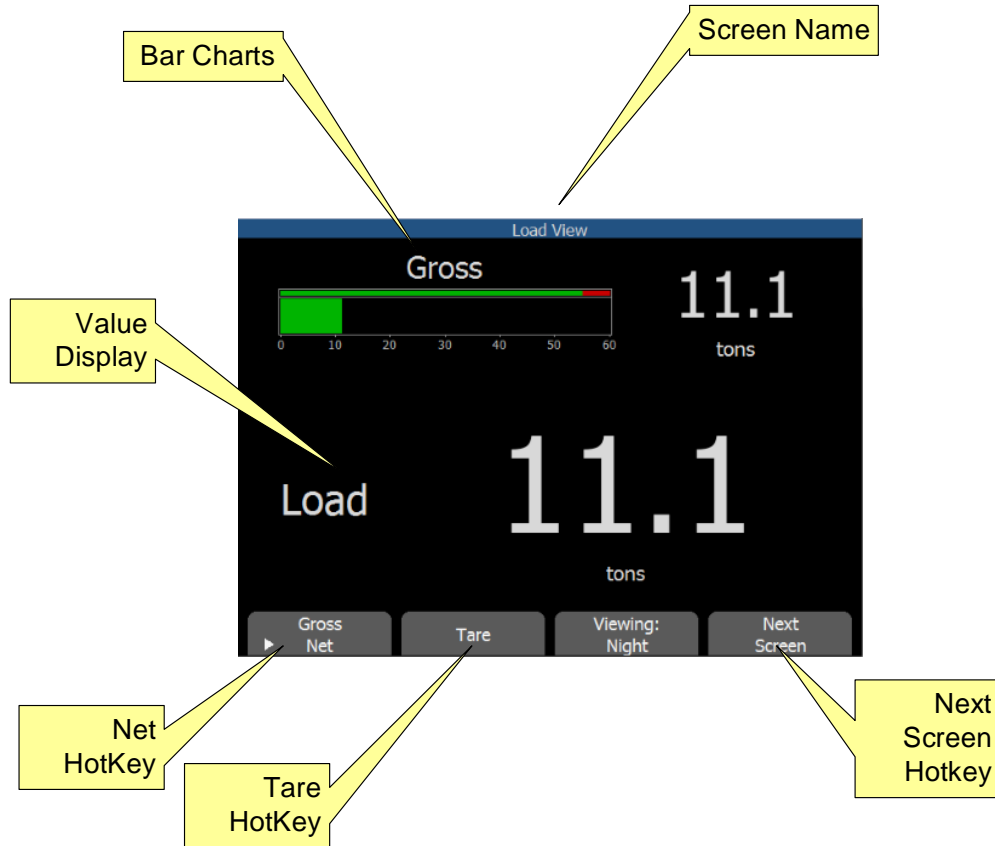 Screen Name
Bar Charts
Load View
Gross
11.1
tons
0 10 20 30 40 50 60
Value
Display
Load
11.1
tons
Gross
Net
Tare
Viewing:
Night
Next
Screen
Net
HotKey
Tare
HotKey
Next
Screen
Hotkey